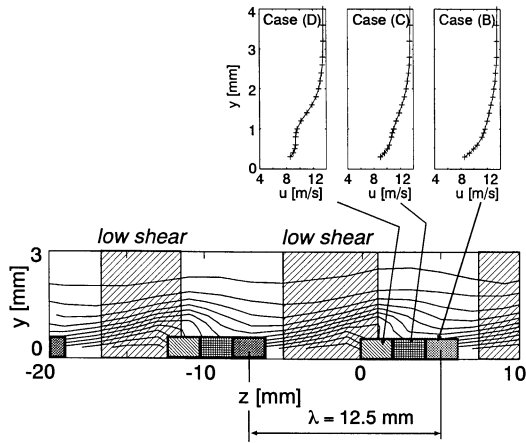 Case (D) Case (C) Case (B)
y [mm]
4
3
2
1
0
4 8 12 4 8 12 4 8 12
u [m/s] u [m/s] u [m/s]
low shear low shear
y [mm]
3
0
-20 -10 0 10
z [mm]
λ = 12.5 mm